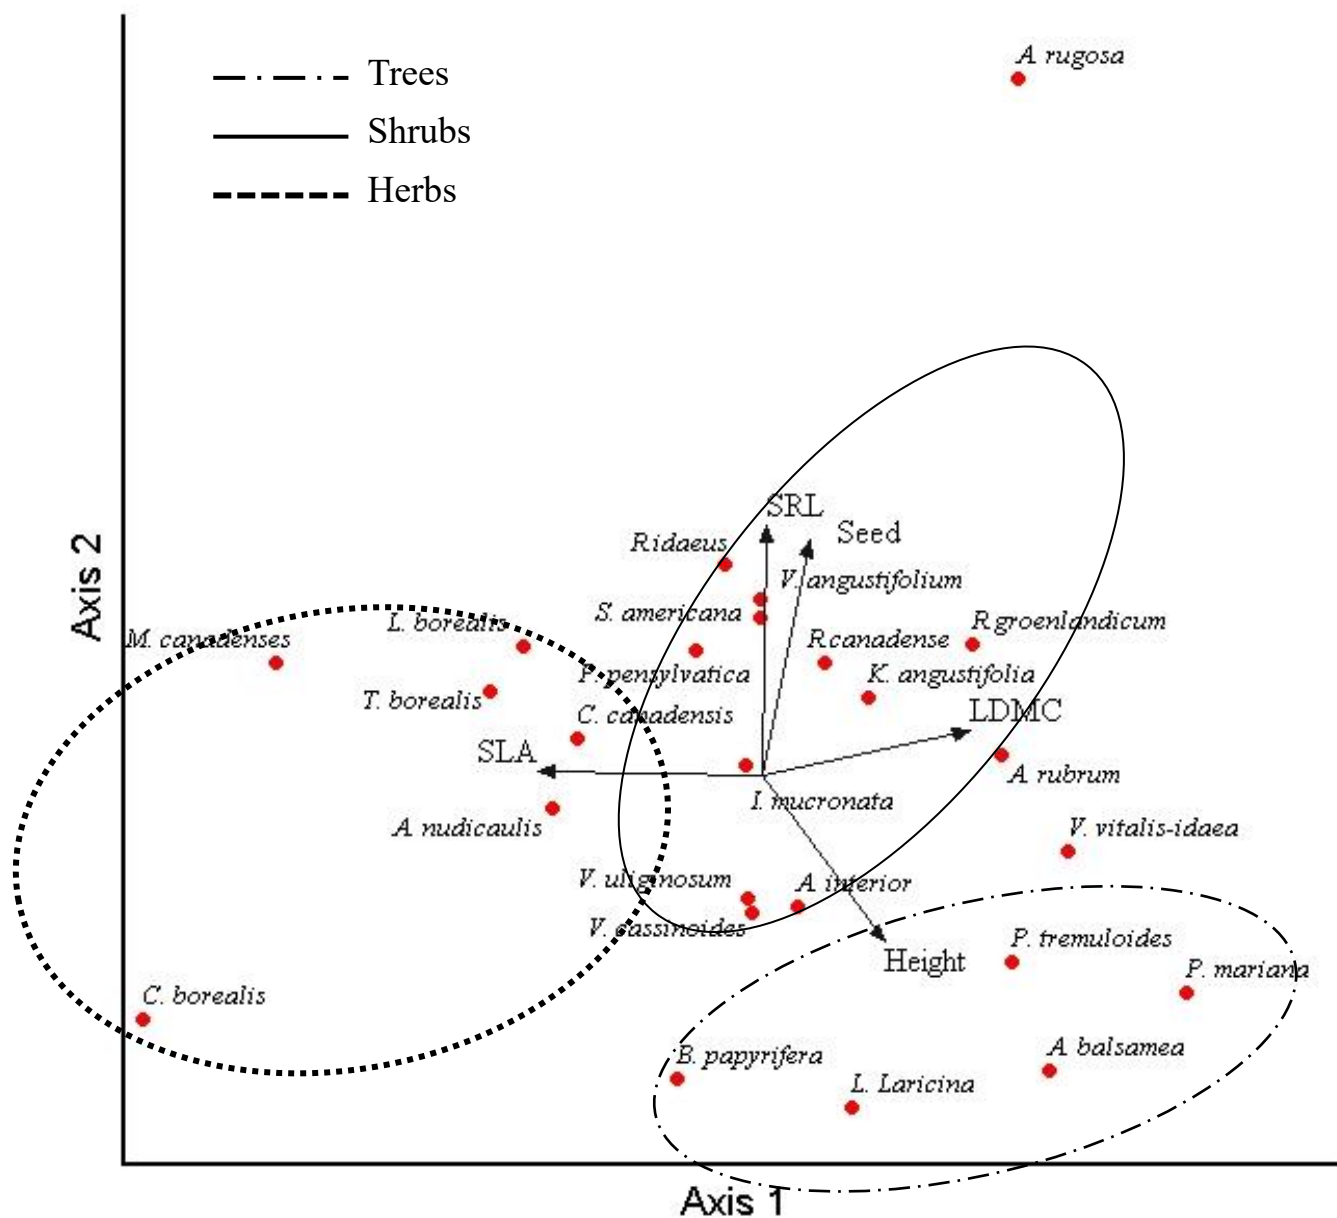 A. rugosa
Trees
Shrubs
Herbs
SRL
Seed
R.idaeus
V. angustifolium
S. americana
L. borealis
R.groenlandicum
M. canadenses
R.canadense
P. pensylvatica
K. angustifolia
T. borealis
C. canadensis
LDMC
SLA
A. rubrum
I. mucronata
A. nudicaulis
V. vitalis-idaea
V. uliginosum
A. inferior
V. cassinoides
P. tremuloides
Height
P. mariana
C. borealis
B. papyrifera
A. balsamea
L. Laricina
Axis 2
Axis 1